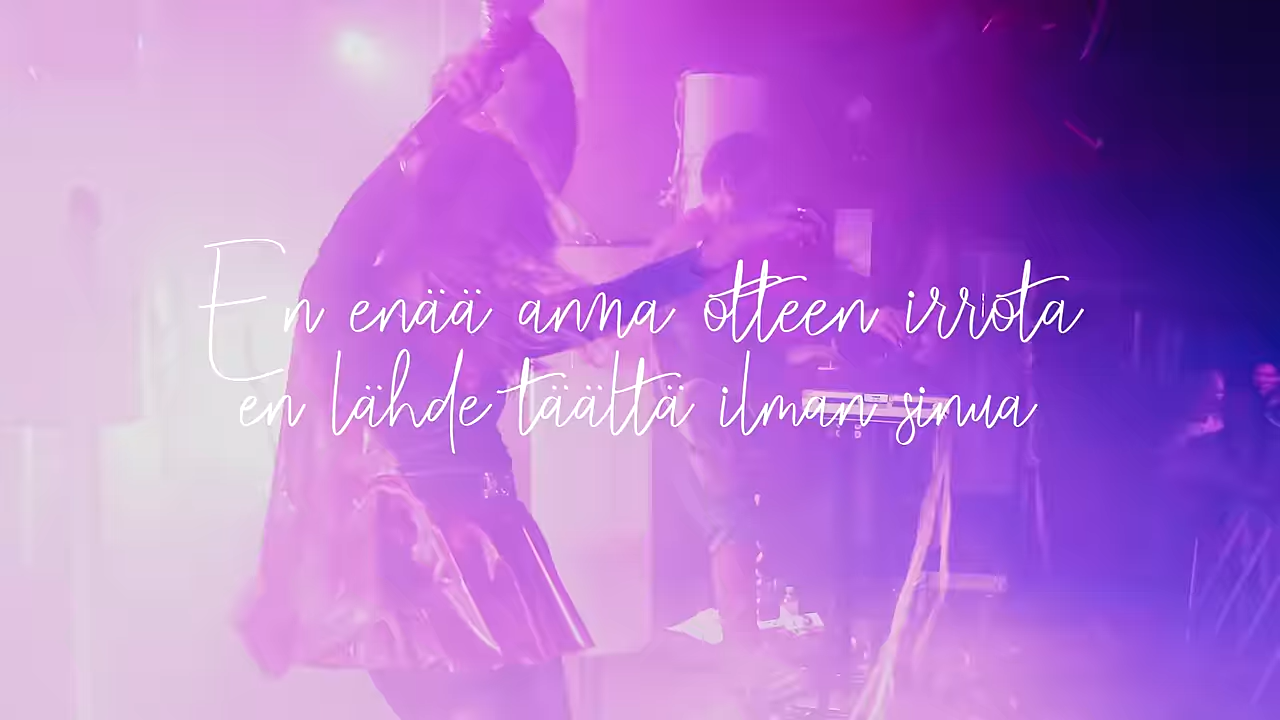 En enää anna otteen irrota
en lähde täältä ilman sinua